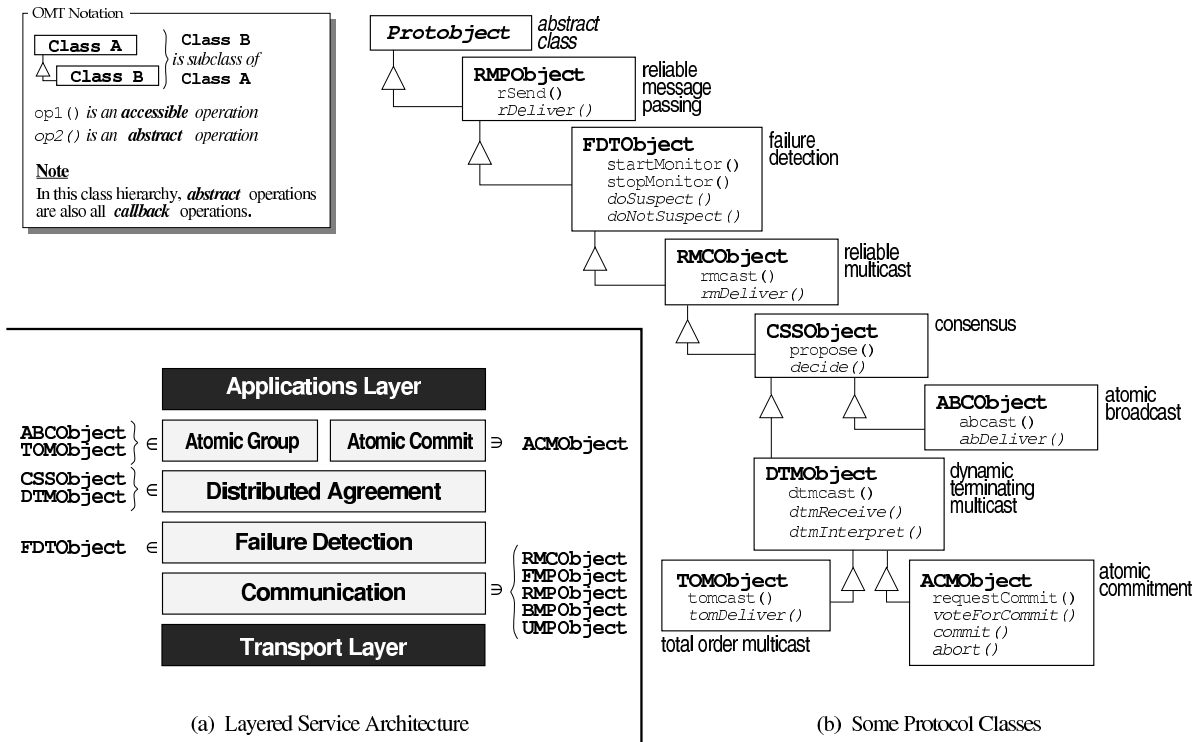 OMT Notation
Class A
Class B
Class B
is subclass of
Class A
op1() is an accessible operation
op2() is an abstract operation
Note
In this class hierarchy, abstract operations
are also all callback operations.
Protobject
abstract
class
RMPObject
rSend()
rDeliver()
reliable
message
passing
FDTObject
startMonitor()
stopMonitor()
doSuspect()
doNotSuspect()
failure
detection
RMCObject
rmcast()
rmDeliver()
reliable
multicast
CSSObject
propose()
decide()
consensus
ABCObject
abcast()
abDeliver()
atomic
broadcast
DTMObject
dtmcast()
dtmReceive()
dtmInterpret()
dynamic
terminating
multicast
TOMObject
tomcast()
tomDeliver()
total order multicast
ACMObject
requestCommit()
voteForCommit()
commit()
abort()
atomic
commitment
(b) Some Protocol Classes
Applications Layer
ABCObject
TOMObject
∈
Atomic Group
Atomic Commit
∋ ACMObject
CSSObject
DTMObject
∈
Distributed Agreement
FDTObject ∈
Failure Detection
Communication
∋
RMCObject
FMPObject
RMPObject
BMPObject
UMPObject
Transport Layer
(a) Layered Service Architecture